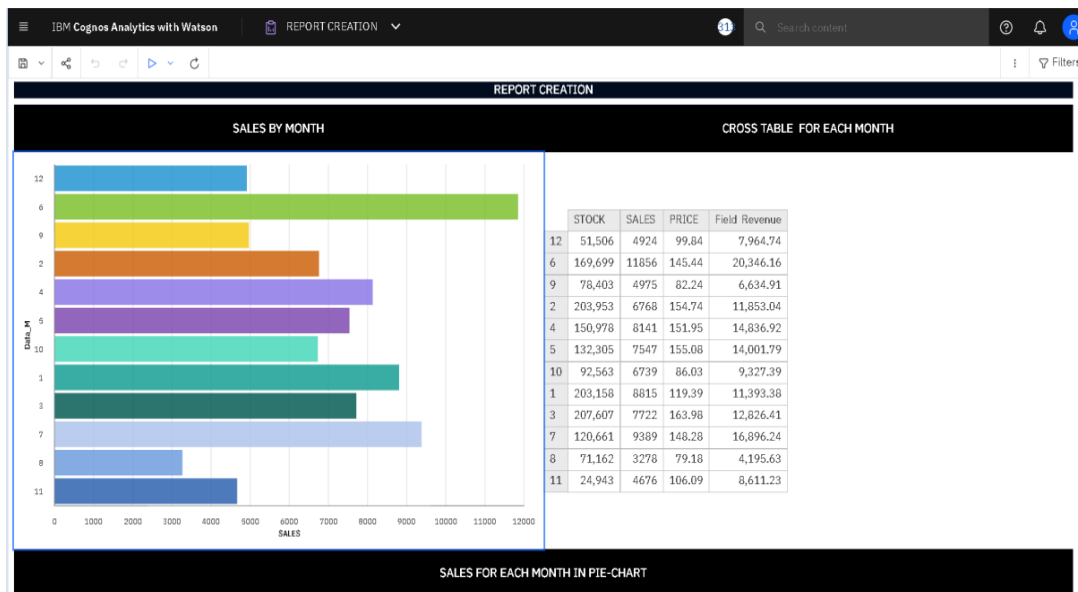 IBM Cognos Analytics with Watson
REPORT CREATION
Search content
Filters
REPORT CREATION
SALES BY MONTH
CROSS TABLE FOR EACH MONTH
Data_M
12
6
9
2
4
5
10
1
3
7
8
11
0 1000 2000 3000 4000 5000 6000 7000 8000 9000 10000 11000 12000
SALES
STOCK SALES PRICE Field Revenue
12 51,506 4924 99.84 7,964.74
6 169,699 11856 145.44 20,346.16
9 78,403 4975 82.24 6,634.91
2 203,953 6768 154.74 11,853.04
4 150,978 8141 151.95 14,836.92
5 132,305 7547 155.08 14,001.79
10 92,563 6739 86.03 9,327.39
1 203,158 8815 119.39 11,393.38
3 207,607 7722 163.98 12,826.41
7 120,661 9389 148.28 16,896.24
8 71,162 3278 79.18 4,195.63
11 24,943 4676 106.09 8,611.23
SALES FOR EACH MONTH IN PIE-CHART